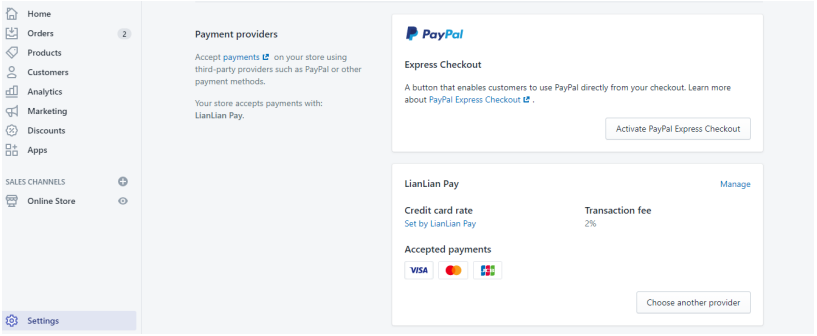 Home
Orders 2
Products
Customers
Analytics
Marketing
Discounts
Apps
SALES CHANNELS
Online Store
Settings
Payment providers
Accept payments on your store using
third-party providers such as PayPal or other
payment methods.
Your store accepts payments with:
LianLian Pay.
PayPal
Express Checkout
A button that enables customers to use PayPal directly from your checkout. Learn more
about PayPal Express Checkout .
Activate PayPal Express Checkout
LianLian Pay Manage
Credit card rate Transaction fee
Set by LianLian Pay 2%
Accepted payments
VISA JCB
Choose another provider